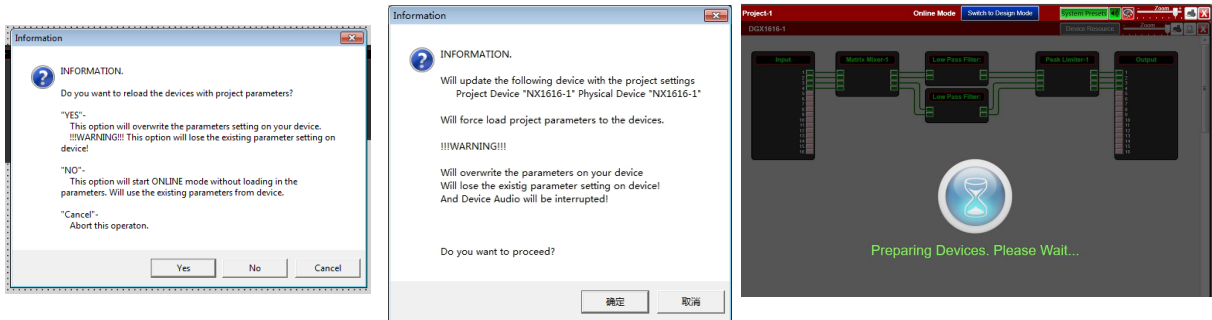 Information
INFORMATION.
Do you want to reload the devices with project parameters?
"YES"-
This option will overwrite the parameters setting on your device.
!!!WARNING!!! This option will lose the existing parameter setting on
device!
"NO"-
This option will start ONLINE mode without loading in the
parameters. Will use the existing parameters from device.
"Cancel"-
Abort this operaton.
Yes No Cancel
Information
INFORMATION.
Will update the following device with the project settings
Project Device "NX1616-1" Physical Device "NX1616-1"
Will force load project parameters to the devices.
!!!WARNING!!!
Will overwrite the parameters on your device
Will lose the existig parameter setting on device!
And Device Audio will be interrupted!
Do you want to proceed?
确定 取消
Project-1 Online Mode Switch to Design Mode System Presets Zoom
DGX1616-1 Device Resource Zoom
Input Matrix Mixer-1 Low Pass Filter: Peak Limiter-1 Output
Low Pass Filter:
Preparing Devices. Please Wait...